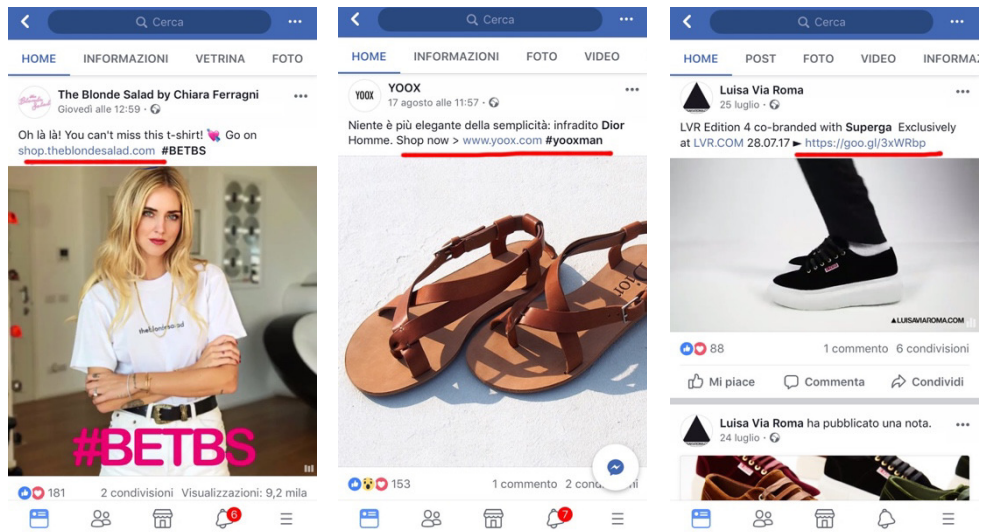 Cerca
HOME INFORMAZIONI VETRINA FOTO
The Blonde Salad by Chiara Ferragni
Giovedì alle 12:59
Oh là là! You can't miss this t-shirt! 💘 Go on
shop.theblondesalad.com #BETBS
theblondesalad
#BETBS
181 2 condivisioni Visualizzazioni: 9,2 mila
6
Cerca
HOME INFORMAZIONI FOTO VIDEO
YOOX
YOOX
17 agosto alle 11:57
Niente è più elegante della semplicità: infradito Dior
Homme. Shop now > www.yoox.com #yooxman
Dior
153 1 commento 2 cond
7
Cerca
HOME POST FOTO VIDEO INFORMA
Luisa Via Roma
25 luglio
LVR Edition 4 co-branded with Superga Exclusively
at LVR.COM 28.07.17 ► https://goo.gl/3xWRbp
LUISAVIAROMA.COM
88 1 commento 6 condivisioni
Mi piace Commenta Condividi
Luisa Via Roma ha pubblicato una nota.
24 luglio